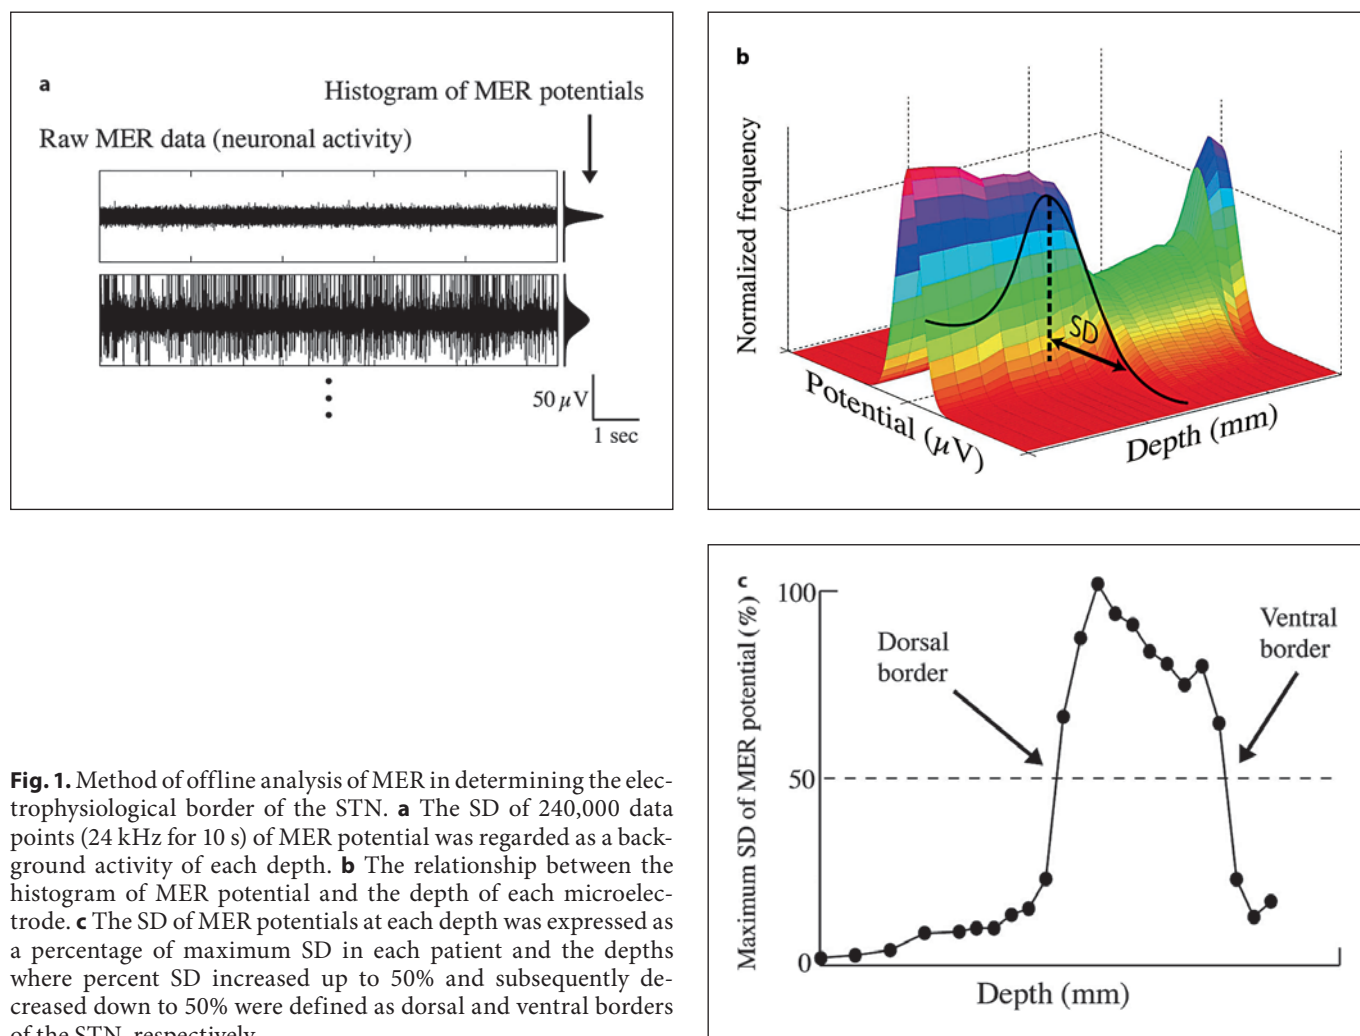 a
Histogram of MER potentials
Raw MER data (neuronal activity)
50 µV
1 sec
b
Normalized frequency
SD
Potential (µV)
Depth (mm)
c
Maximum SD of MER potential (%)
100
50
0
Dorsal
border
Ventral
border
Depth (mm)
Fig. 1. Method of offline analysis of MER in determining the elec-
trophysiological border of the STN. a The SD of 240,000 data
points (24 kHz for 10 s) of MER potential was regarded as a back-
ground activity of each depth. b The relationship between the
histogram of MER potential and the depth of each microelec-
trode. c The SD of MER potentials at each depth was expressed as
a percentage of maximum SD in each patient and the depths
where percent SD increased up to 50% and subsequently de-
creased down to 50% were defined as dorsal and ventral borders
of the STN, respectively.